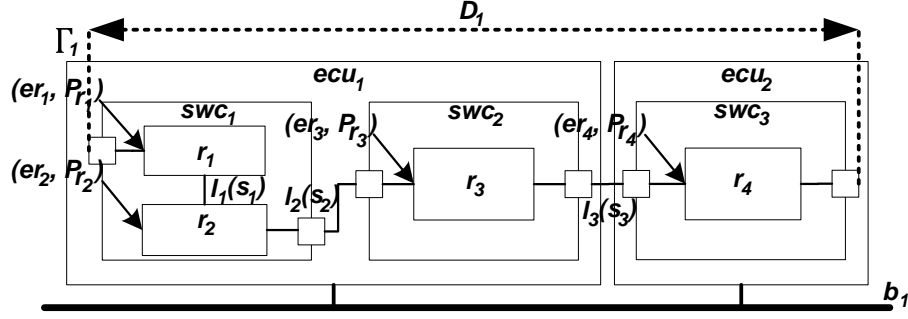 D1
Γ1
ecu1
ecu2
(er1, Pr1)
swc1
(er3, Pr3)
swc2
(er4, Pr4)
swc3
r1
(er2, Pr2)
l1(s1)
l2(s2)
r3
r4
r2
l3(s3)
b1